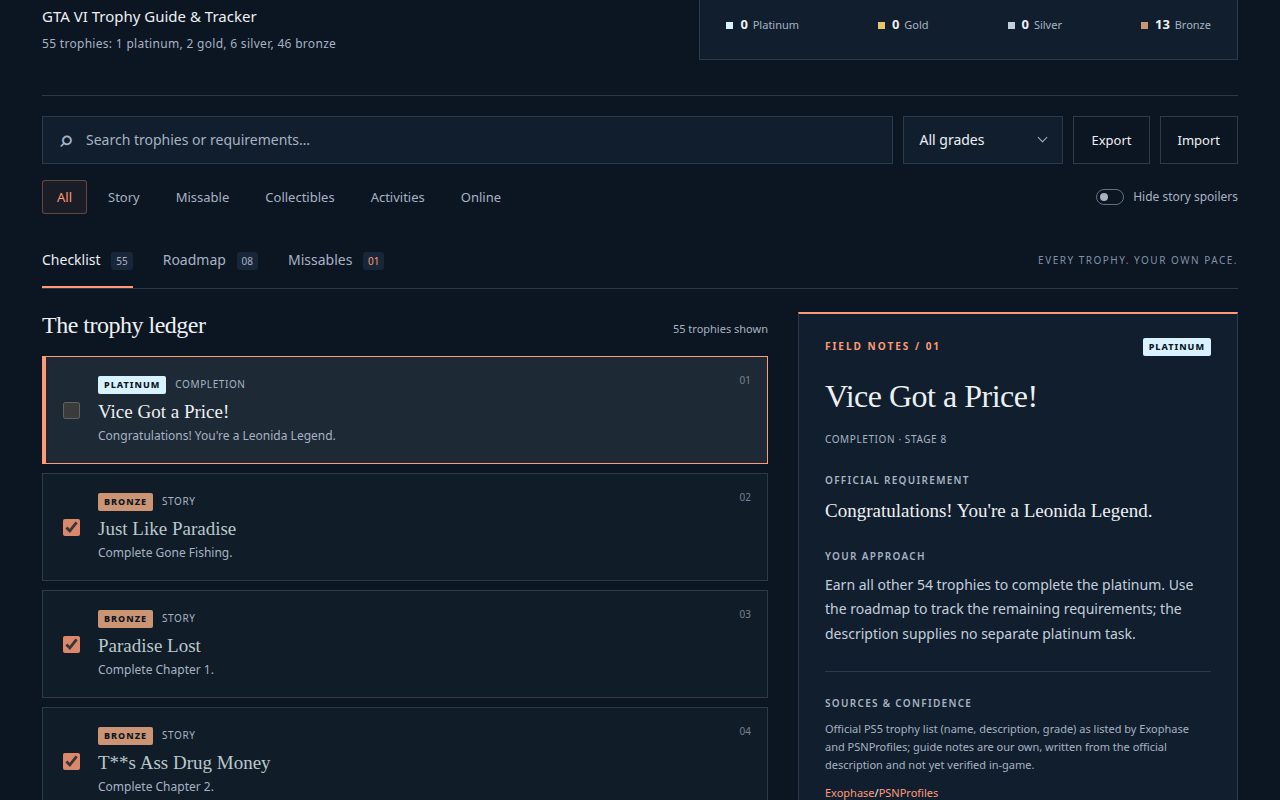 GTA VI Trophy Guide & Tracker
55 trophies: 1 platinum, 2 gold, 6 silver, 46 bronze
0 Platinum
0 Gold
0 Silver
13 Bronze
Search trophies or requirements...
All grades
Export
Import
All
Story
Missable
Collectibles
Activities
Online
Hide story spoilers
Checklist 55
Roadmap 08
Missables 01
EVERY TROPHY. YOUR OWN PACE.
The trophy ledger
55 trophies shown
PLATINUM COMPLETION
01
Vice Got a Price!
Congratulations! You're a Leonida Legend.
BRONZE STORY
02
Just Like Paradise
Complete Gone Fishing.
BRONZE STORY
03
Paradise Lost
Complete Chapter 1.
BRONZE STORY
04
T**s Ass Drug Money
Complete Chapter 2.
FIELD NOTES / 01
PLATINUM
Vice Got a Price!
COMPLETION · STAGE 8
OFFICIAL REQUIREMENT
Congratulations! You're a Leonida Legend.
YOUR APPROACH
Earn all other 54 trophies to complete the platinum. Use
the roadmap to track the remaining requirements; the
description supplies no separate platinum task.
SOURCES & CONFIDENCE
Official PS5 trophy list (name, description, grade) as listed by Exophase
and PSNProfiles; guide notes are our own, written from the official
description and not yet verified in-game.
Exophase/PSNProfiles